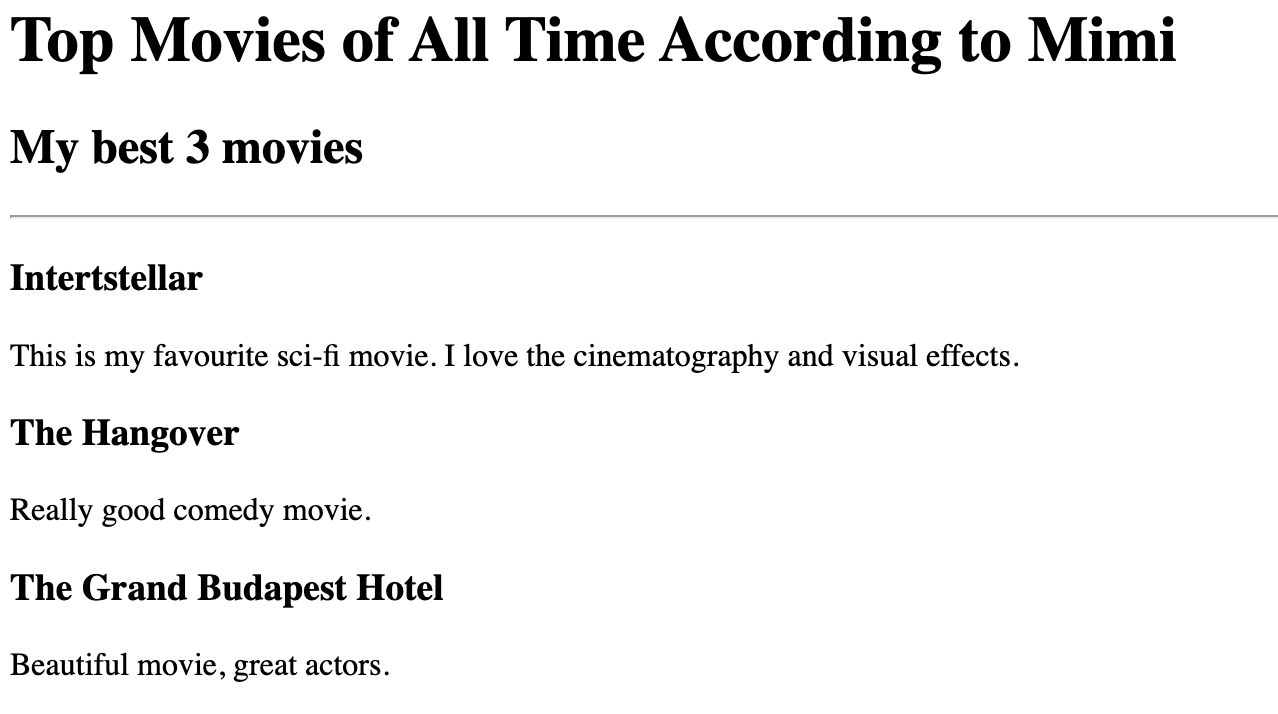 Top Movies of All Time According to Mimi
My best 3 movies
Intertstellar
This is my favourite sci-fi movie. I love the cinematography and visual effects.
The Hangover
Really good comedy movie.
The Grand Budapest Hotel
Beautiful movie, great actors.